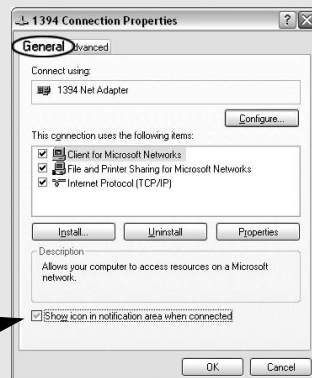 1394 Connection Properties
General Advanced
Connect using:
1394 Net Adapter
Configure...
This connection uses the following items:
Client for Microsoft Networks
File and Printer Sharing for Microsoft Networks
Internet Protocol (TCP/IP)
Install... Uninstall Properties
Description
Allows your computer to access resources on a Microsoft
network.
Show icon in notification area when connected
OK Cancel